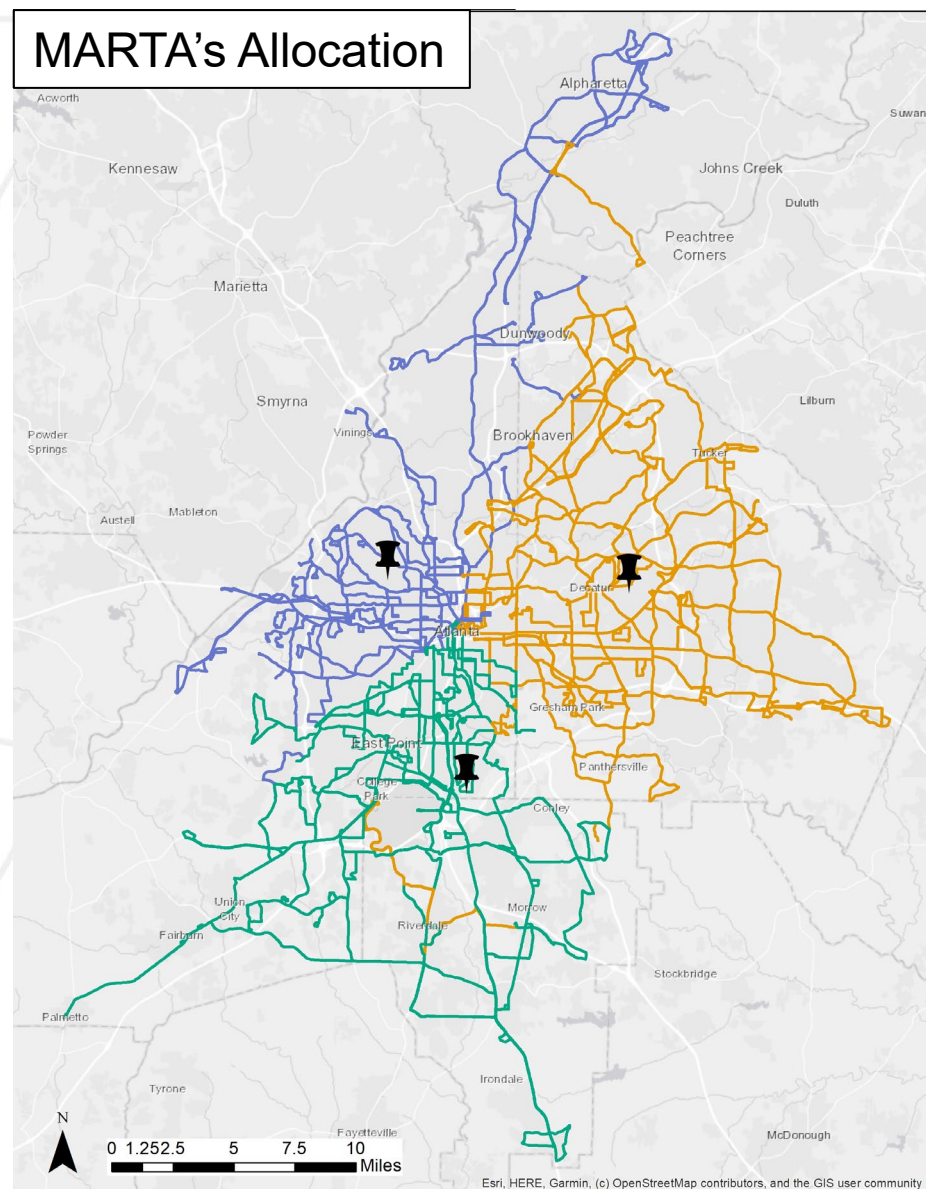 MARTA's Allocation
Acworth
Alpharetta
Suwan
Kennesaw
Johns Creek
Duluth
Peachtree
Corners
Marietta
Dunwoody
Smyrna
Lilburn
Vinings
Brookhaven
Powder
Springs
Tucker
Austell
Mableton
Decatur
Atlanta
Gresham Park
East Point
Panthersville
College
Park
Conley
Union
City
Morrow
Riverdale
Fairburn
Stockbridge
Palmetto
Irondale
Tyrone
Fayetteville
McDonough
N
0 1.25 2.5 5 7.5 10
Miles
Esri, HERE, Garmin, (c) OpenStreetMap contributors, and the GIS user community